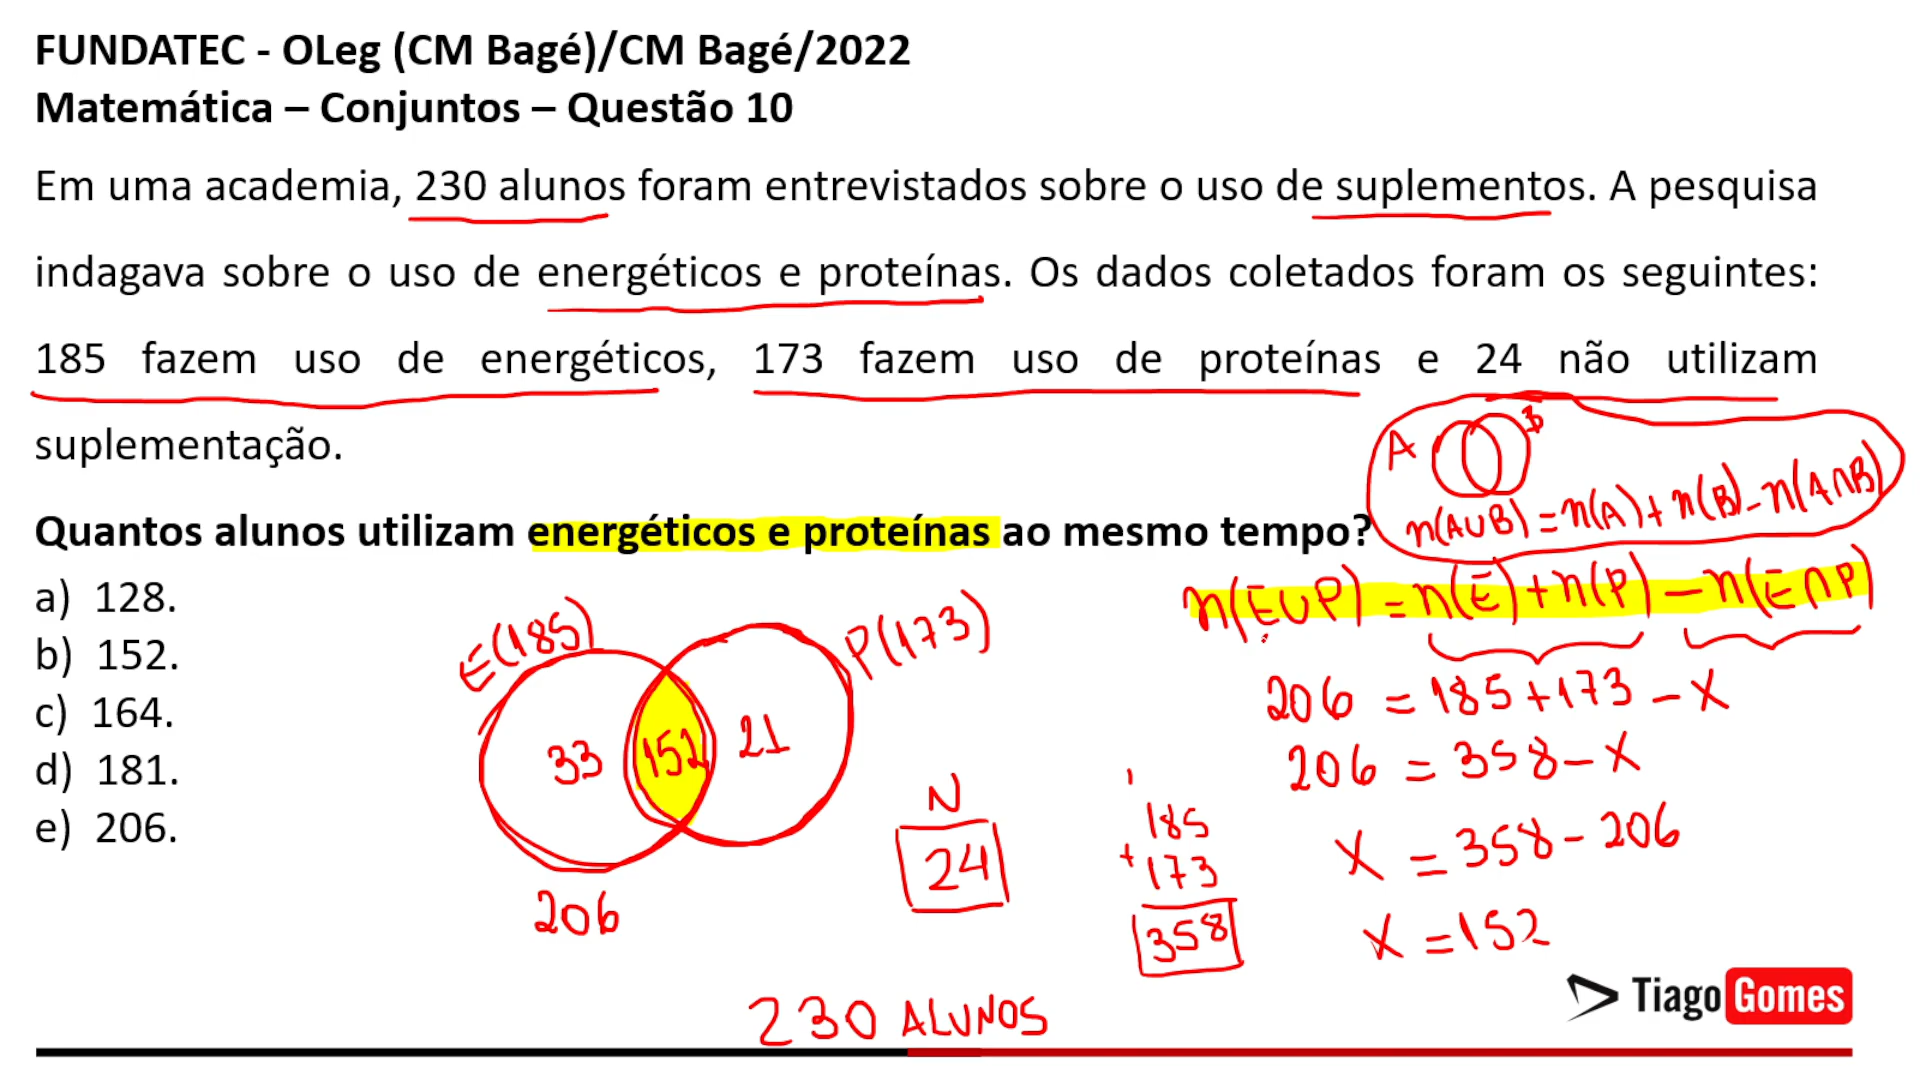 FUNDATEC - OLeg (CM Bagé)/CM Bagé/2022
Matemática – Conjuntos – Questão 10
Em uma academia, 230 alunos foram entrevistados sobre o uso de suplementos. A pesquisa
indagava sobre o uso de energéticos e proteínas. Os dados coletados foram os seguintes:
185 fazem uso de energéticos, 173 fazem uso de proteínas e 24 não utilizam
suplementação.
A B
n(A∪B) = n(A) + n(B) - n(A∩B)
Quantos alunos utilizam energéticos e proteínas ao mesmo tempo?
a) 128.
b) 152.
c) 164.
d) 181.
e) 206.
E(185)
P(173)
33 152 21
206
N
24
230 ALUNOS
1
185
+ 173
358
n(E∪P) = n(E) + n(P) - n(E∩P)
206 = 185 + 173 - X
206 = 358 - X
X = 358 - 206
X = 152
Tiago Gomes